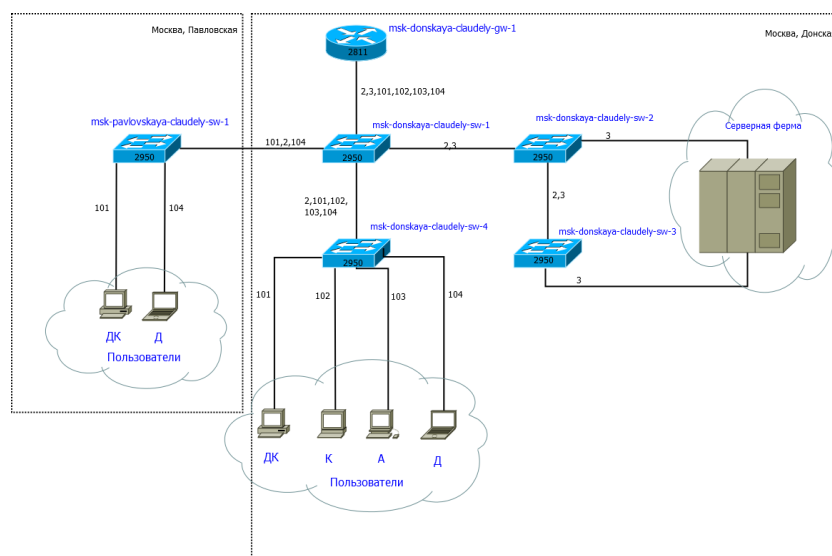 Москва, Павловская
msk-donskaya-claudely-gw-1
Москва, Донская
2811
2,3,101,102,103,104
msk-pavlovskaya-claudely-sw-1
msk-donskaya-claudely-sw-1
msk-donskaya-claudely-sw-2
Серверная ферма
2950
101,2,104
2950
2,3
2950
3
101
104
2,101,102,
103,104
2,3
msk-donskaya-claudely-sw-4
msk-donskaya-claudely-sw-3
2950
2950
3
101
102
103
104
ДК
Д
Пользователи
ДК
К
А
Д
Пользователи